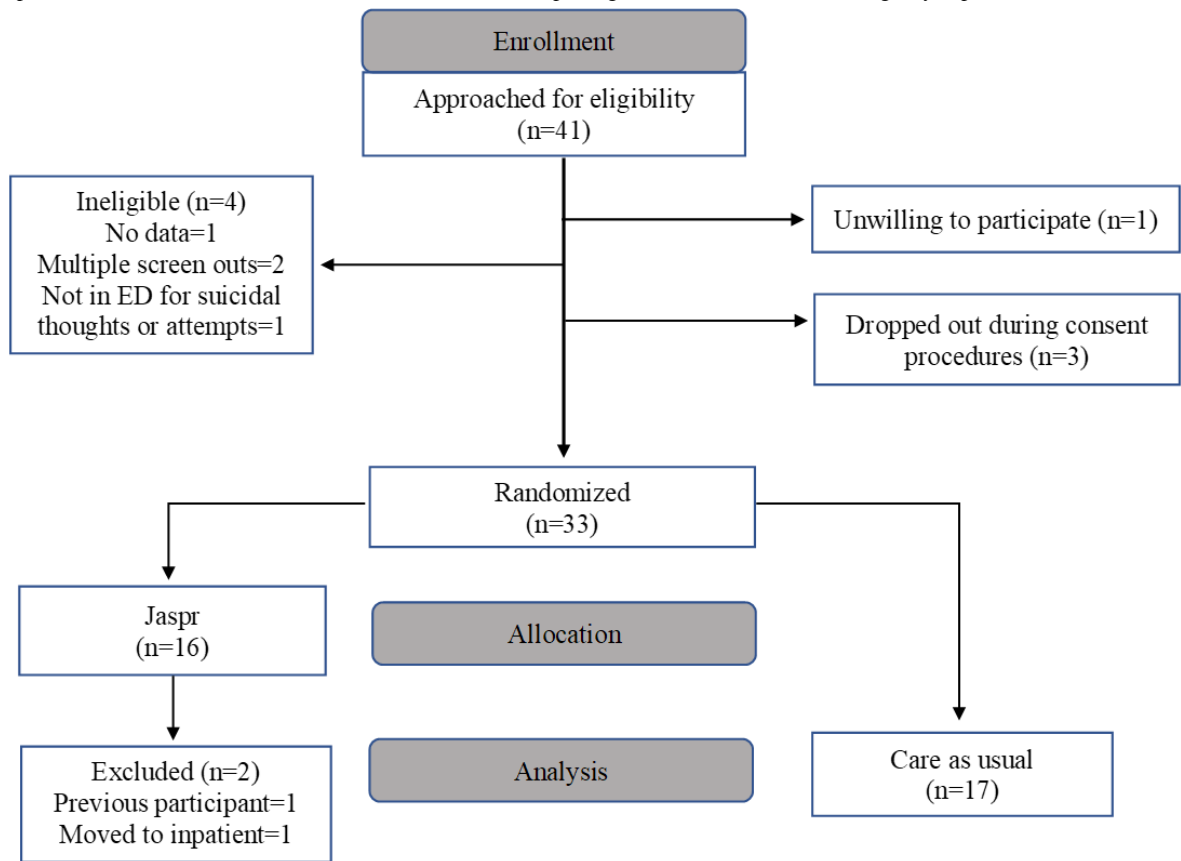 Enrollment
Approached for eligibility
(n=41)
Ineligible (n=4)
No data=1
Multiple screen outs=2
Not in ED for suicidal
thoughts or attempts=1
Unwilling to participate (n=1)
Dropped out during consent
procedures (n=3)
Randomized
(n=33)
Jaspr
(n=16)
Allocation
Excluded (n=2)
Previous participant=1
Moved to inpatient=1
Analysis
Care as usual
(n=17)